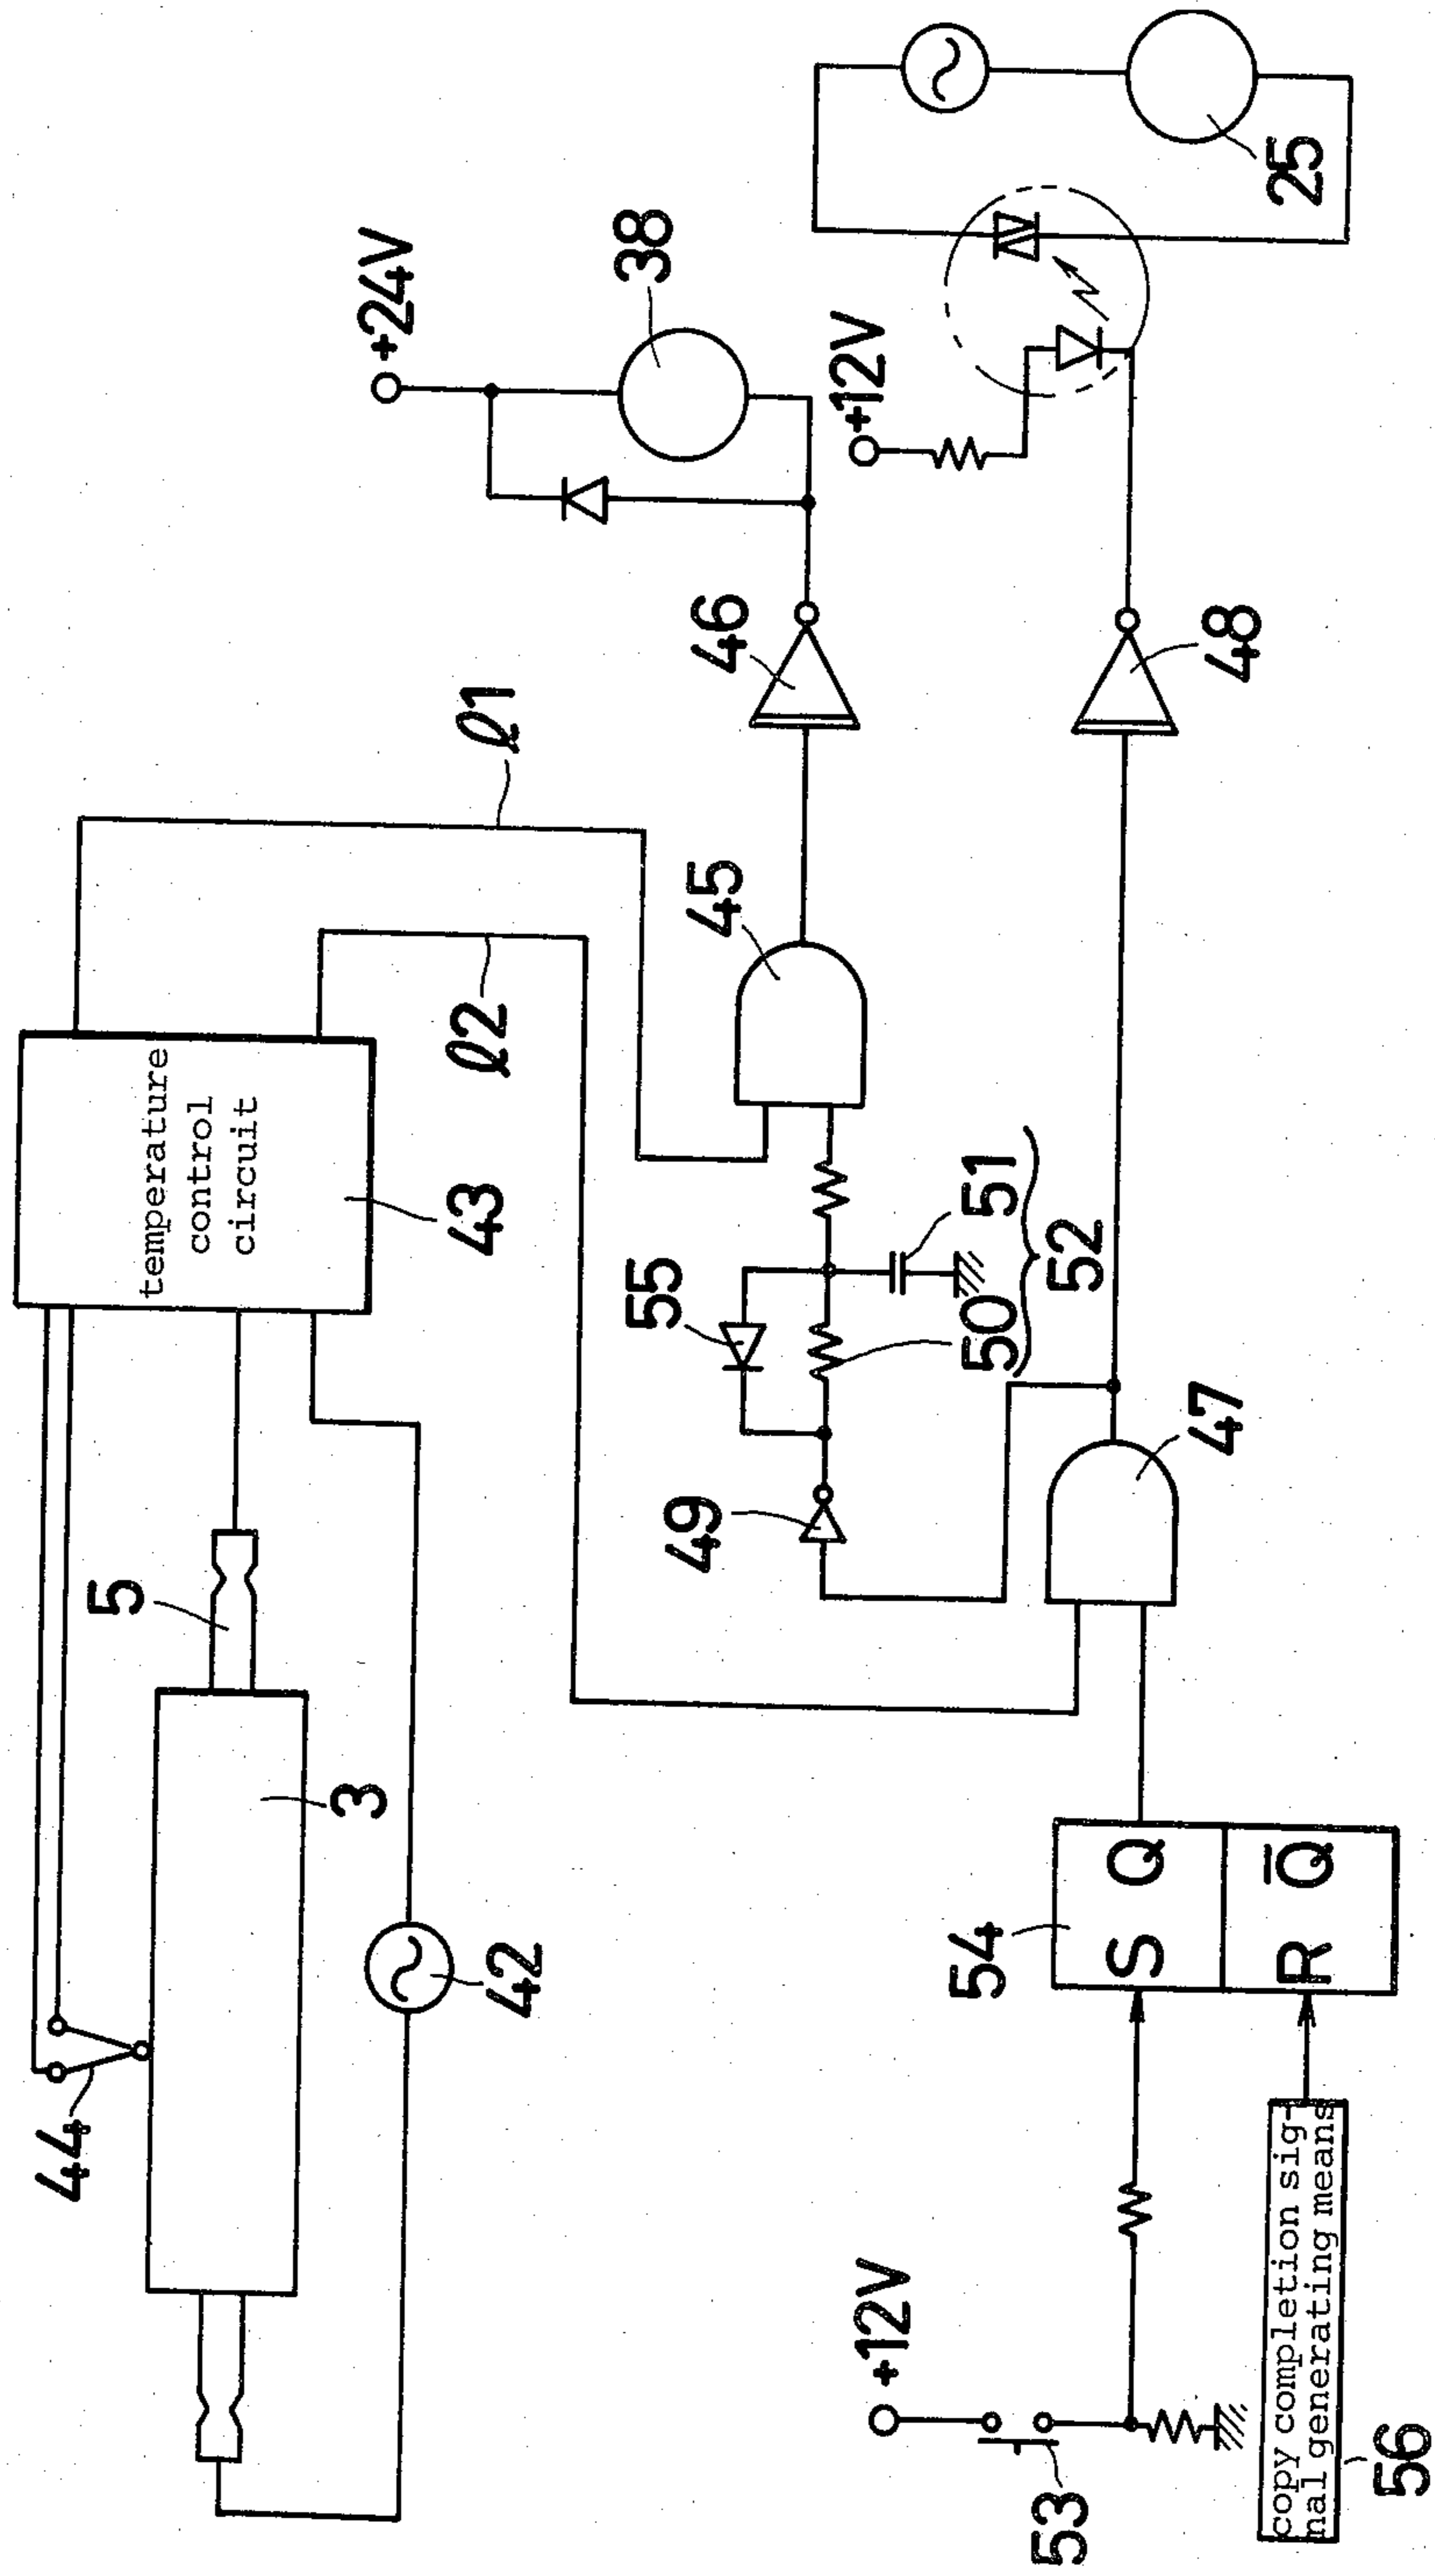 44
5
3
42
temperature
control
circuit
43
ℓ1
ℓ2
+24V
38
45
46
55
49
50
51
52
+12V
25
48
47
+12V
53
54
S Q
R Q̅
copy completion sig-
nal generating means
56